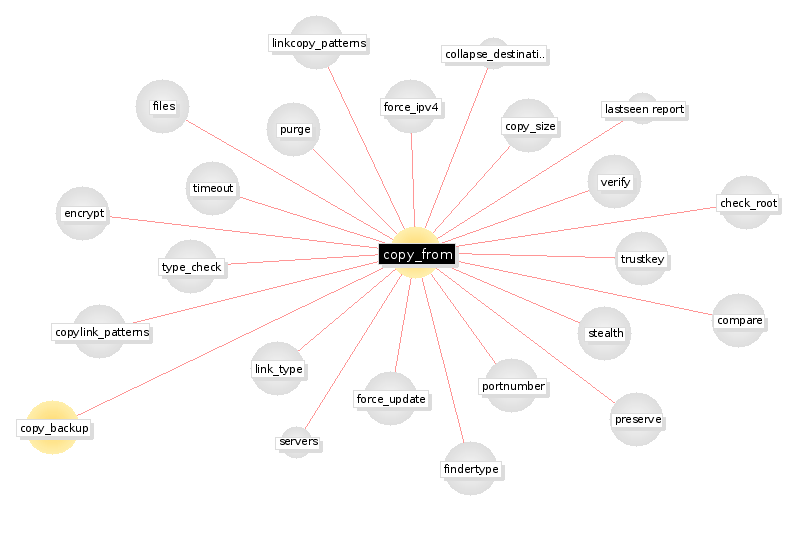 linkcopy_patterns
collapse_destinati..
files
force_ipv4
lastseen report
purge
copy_size
timeout
verify
encrypt
check_root
copy_from
type_check
trustkey
copylink_patterns
compare
stealth
link_type
portnumber
force_update
preserve
copy_backup
servers
findertype